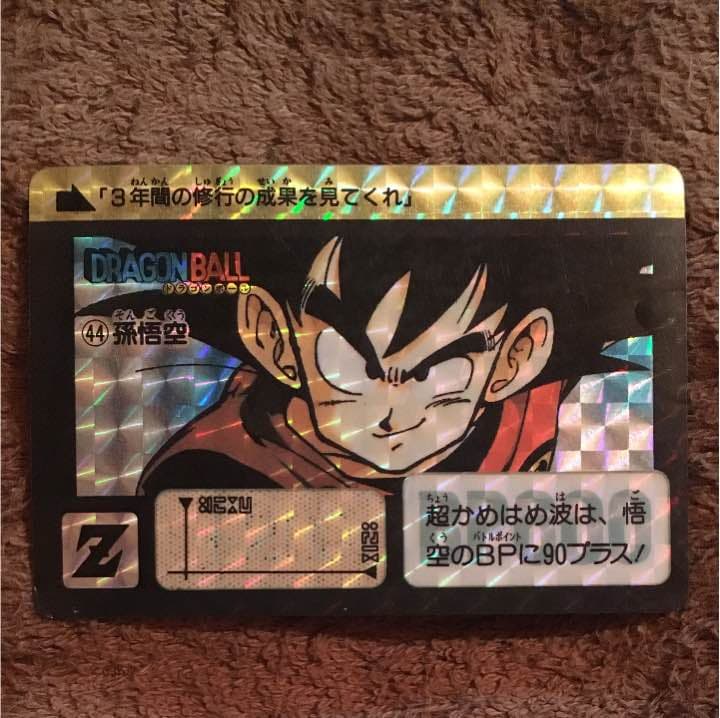 「3年間の修行の成果を見てくれ」
DRAGON BALL
ドラゴンボール
44 孫悟空
Z
超かめはめ波は、悟
空のBPに90プラス!